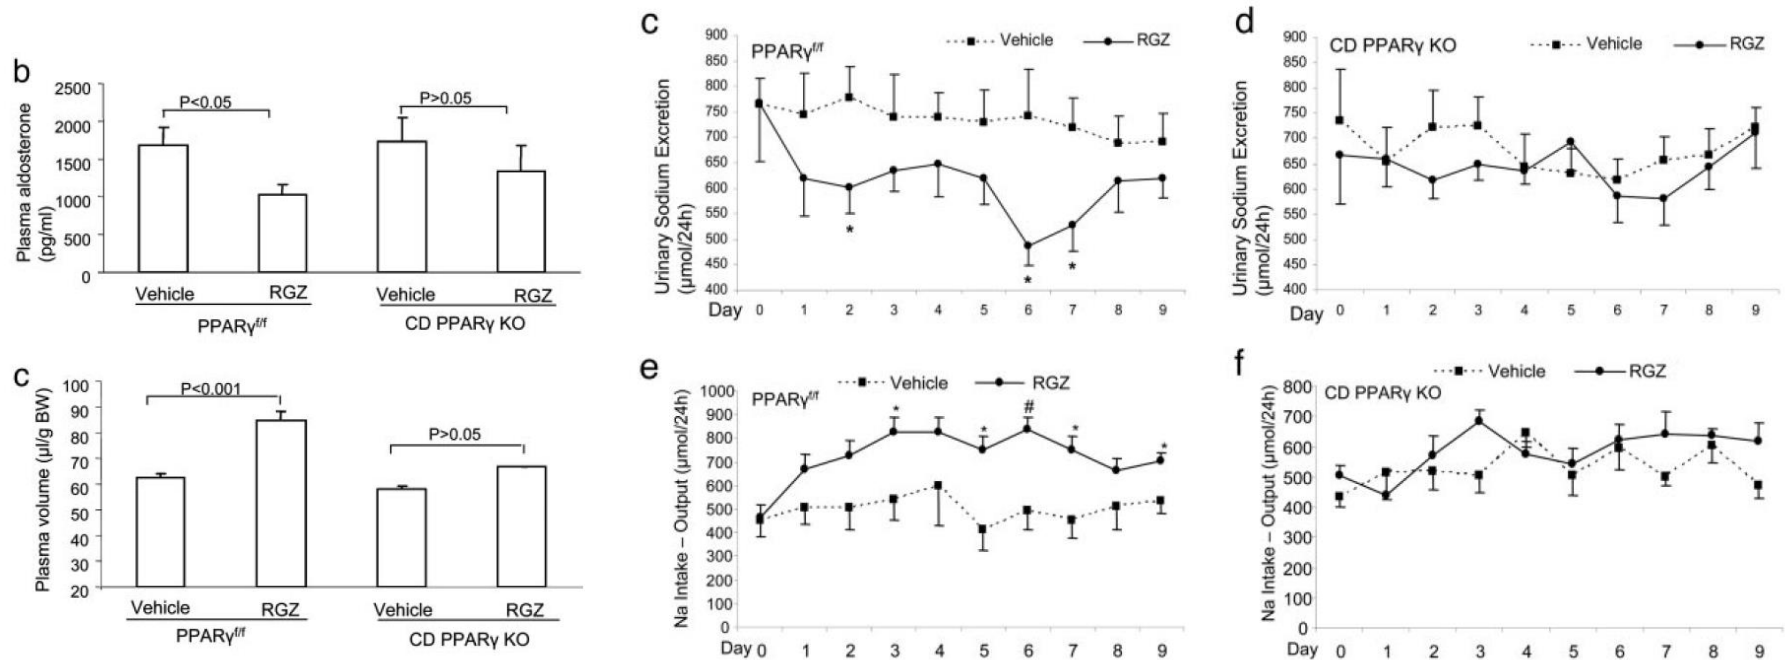 b
Plasma aldosterone
(pg/ml)
2500
2000
1500
1000
500
0
P<0.05
P>0.05
Vehicle
RGZ
Vehicle
RGZ
PPARγf/f
CD PPARγ KO
c
Plasma volume (µl/g BW)
100
90
80
70
60
50
40
30
20
P<0.001
P>0.05
Vehicle
RGZ
Vehicle
RGZ
PPARγf/f
CD PPARγ KO
c
PPARγf/f
Vehicle
RGZ
Urinary Sodium Excretion
(µmol/24h)
900
850
800
750
700
650
600
550
500
450
400
*
*
*
Day 0 1 2 3 4 5 6 7 8 9
d
CD PPARγ KO
Vehicle
RGZ
Urinary Sodium Excretion
(µmol/24h)
900
850
800
750
700
650
600
550
500
450
400
Day 0 1 2 3 4 5 6 7 8 9
e
Vehicle
RGZ
PPARγf/f
Na Intake – Output (µmol/24h)
1000
900
800
700
600
500
400
300
200
100
0
*
*
#
*
*
Day 0 1 2 3 4 5 6 7 8 9
f
Vehicle
RGZ
CD PPARγ KO
Na Intake – Output (µmol/24h)
800
700
600
500
400
300
200
100
0
Day 0 1 2 3 4 5 6 7 8 9